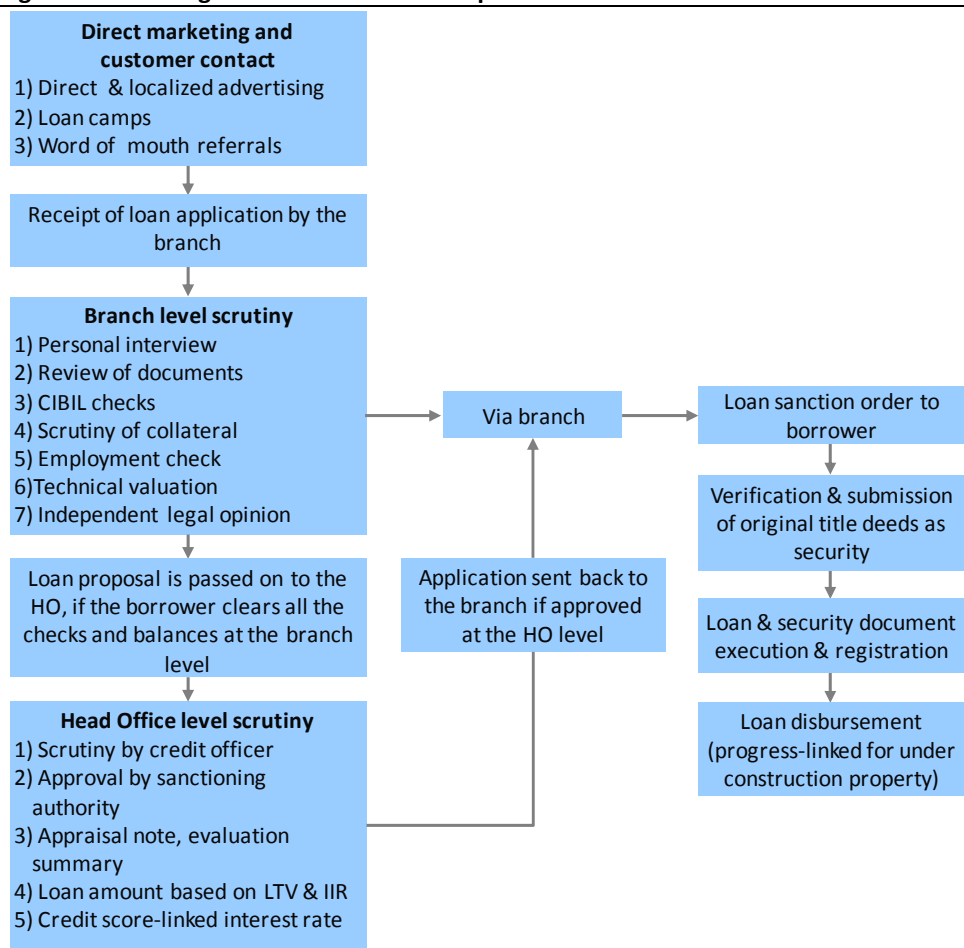 Direct marketing and
customer contact
1) Direct & localized advertising
2) Loan camps
3) Word of mouth referrals
Receipt of loan application by the
branch
Branch level scrutiny
1) Personal interview
2) Review of documents
3) CIBIL checks
4) Scrutiny of collateral
5) Employment check
6)Technical valuation
7) Independent legal opinion
Loan proposal is passed on to the
HO, if the borrower clears all the
checks and balances at the branch
level
Head Office level scrutiny
1) Scrutiny by credit officer
2) Approval by sanctioning
authority
3) Appraisal note, evaluation
summary
4) Loan amount based on LTV & IIR
5) Credit score-linked interest rate
Application sent back to
the branch if approved
at the HO level
Via branch
Loan sanction order to
borrower
Verification & submission
of original title deeds as
security
Loan & security document
execution & registration
Loan disbursement
(progress-linked for under
construction property)